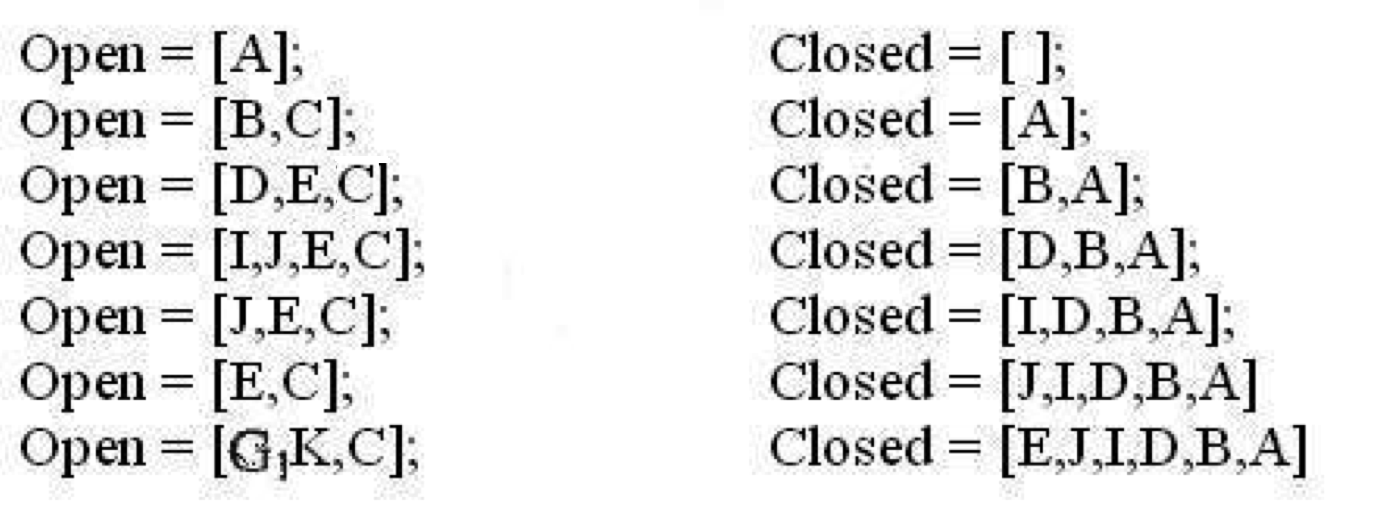 Open = [A]; Closed = [ ];
Open = [B,C]; Closed = [A];
Open = [D,E,C]; Closed = [B,A];
Open = [I,J,E,C]; Closed = [D,B,A];
Open = [J,E,C]; Closed = [I,D,B,A];
Open = [E,C]; Closed = [J,I,D,B,A]
Open = [G,K,C]; Closed = [E,J,I,D,B,A]